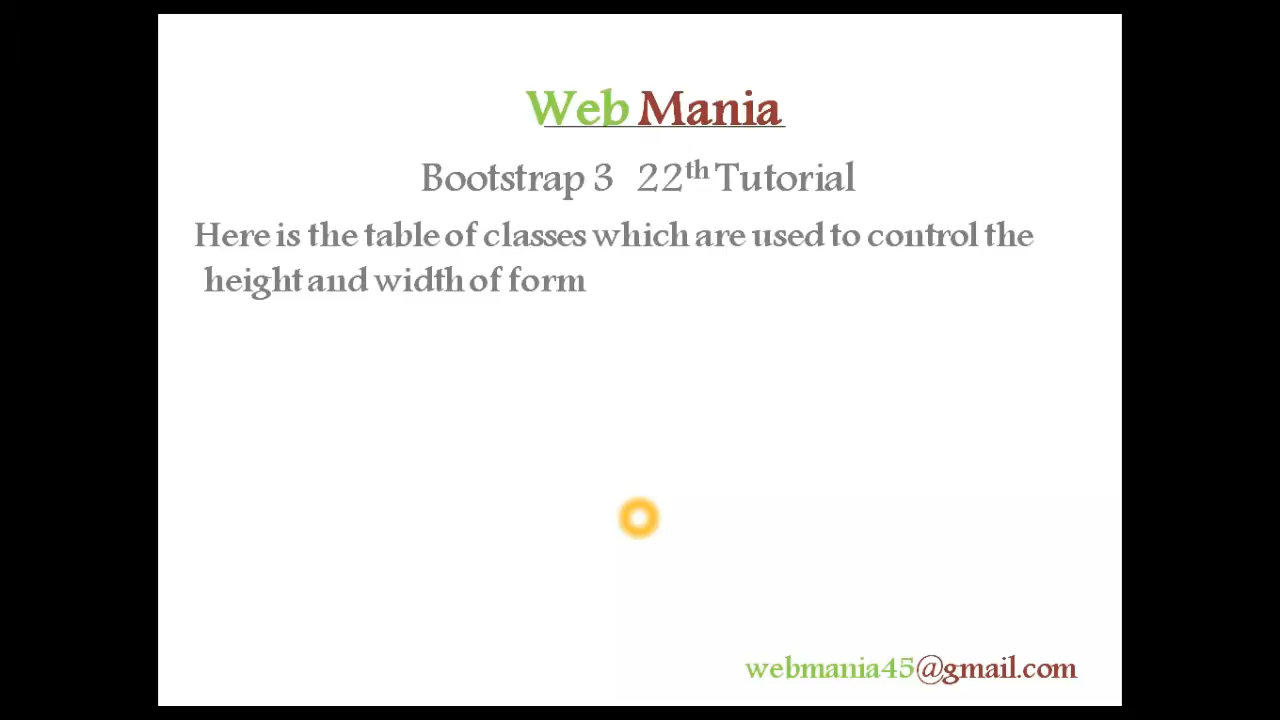 Web Mania
Bootstrap 3 22th Tutorial
Here is the table of classes which are used to control the
height and width of form
webmania45@gmail.com